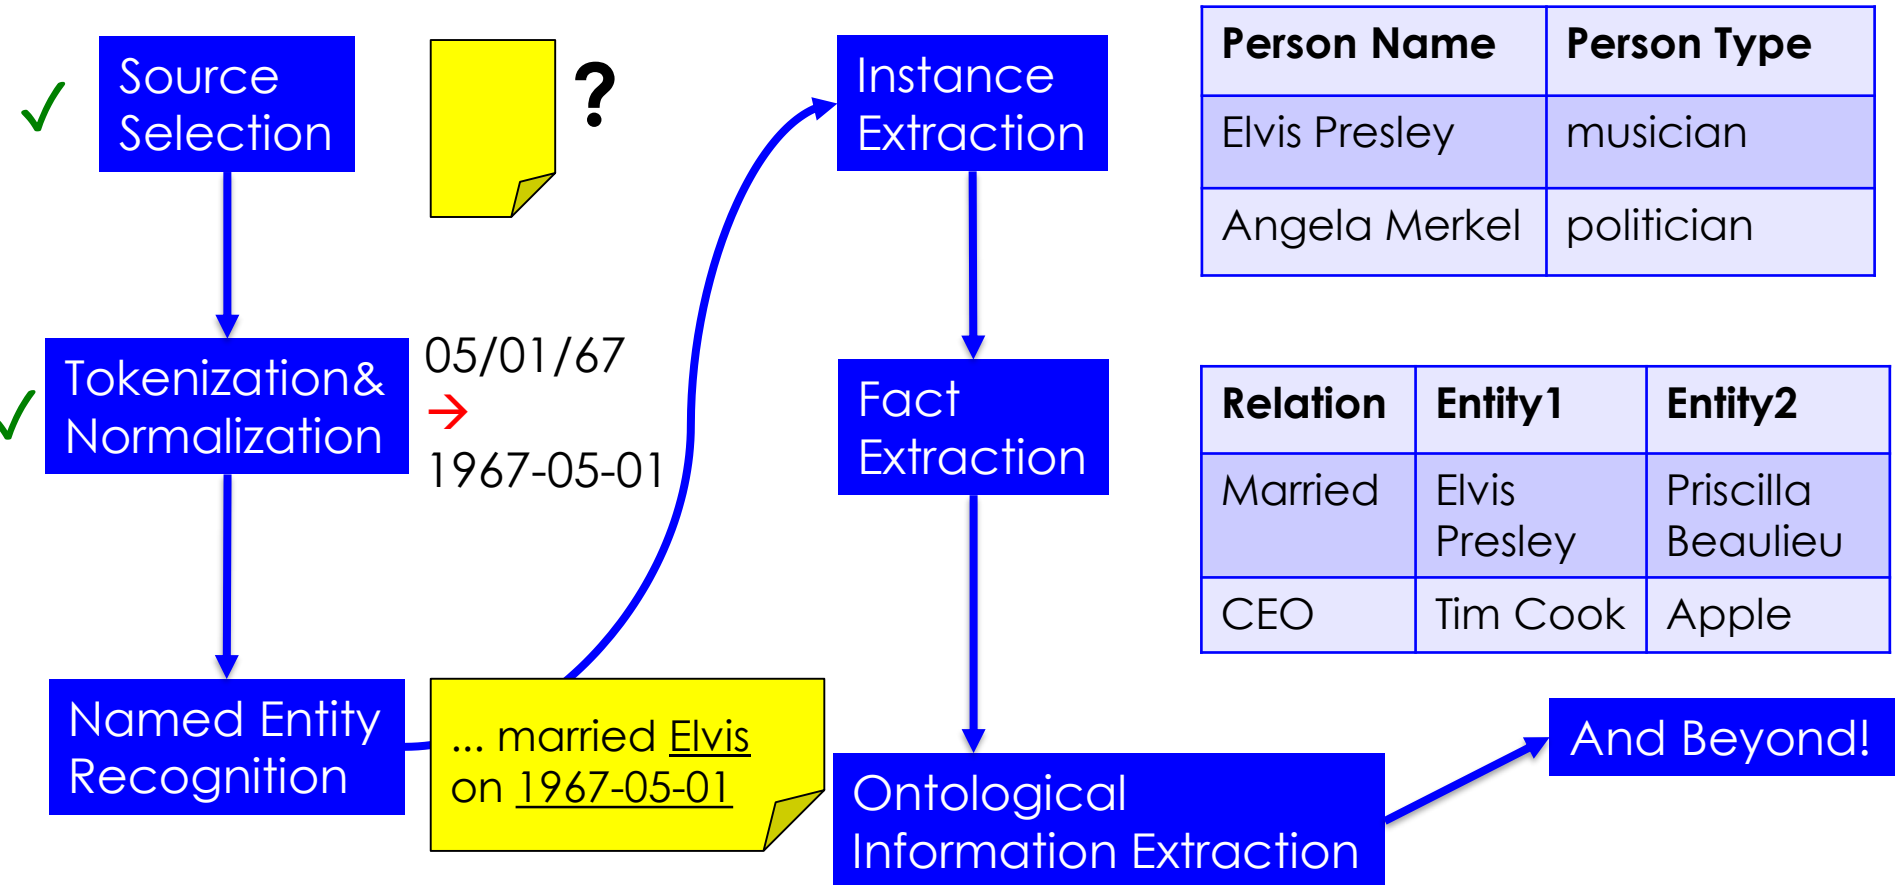 ✓
Source
Selection
?
✓
Tokenization&
Normalization
05/01/67
→
1967-05-01
Named Entity
Recognition
... married Elvis
on 1967-05-01
Instance
Extraction
Person Name Person Type
Elvis Presley musician
Angela Merkel politician
Fact
Extraction
Relation Entity1 Entity2
Married Elvis Priscilla
Presley Beaulieu
CEO Tim Cook Apple
Ontological
Information Extraction
And Beyond!